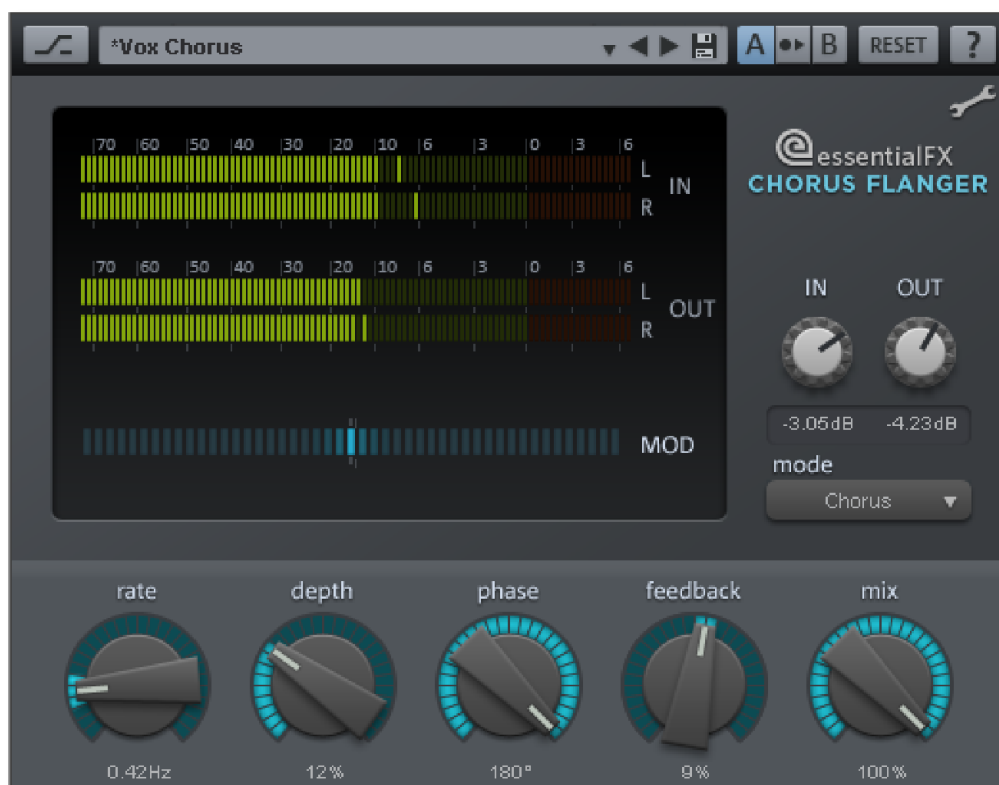 *Vox Chorus
A
B
RESET
?
70 60 50 40 30 20 10 6 3 0 3 6
L
IN
R
essentialFX
CHORUS FLANGER
70 60 50 40 30 20 10 6 3 0 3 6
L
OUT
R
IN OUT
-3.05dB -4.23dB
MOD
mode
Chorus
rate depth phase feedback mix
0.42Hz 12% 180° 9% 100%